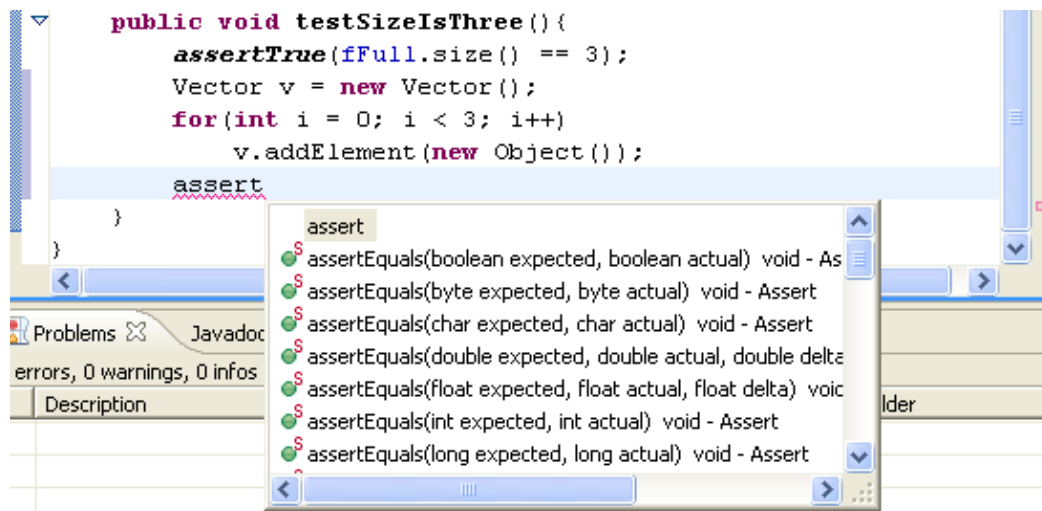 public void testSizeIsThree(){
assertTrue(fFull.size() == 3);
Vector v = new Vector();
for(int i = 0; i < 3; i++)
v.addElement(new Object());
assert
}
}
assert
assertEquals(boolean expected, boolean actual) void - As
assertEquals(byte expected, byte actual) void - Assert
assertEquals(char expected, char actual) void - Assert
assertEquals(double expected, double actual, double delta
assertEquals(float expected, float actual, float delta) voic
assertEquals(int expected, int actual) void - Assert
assertEquals(long expected, long actual) void - Assert
Problems Javadoc
errors, 0 warnings, 0 infos
Description lder